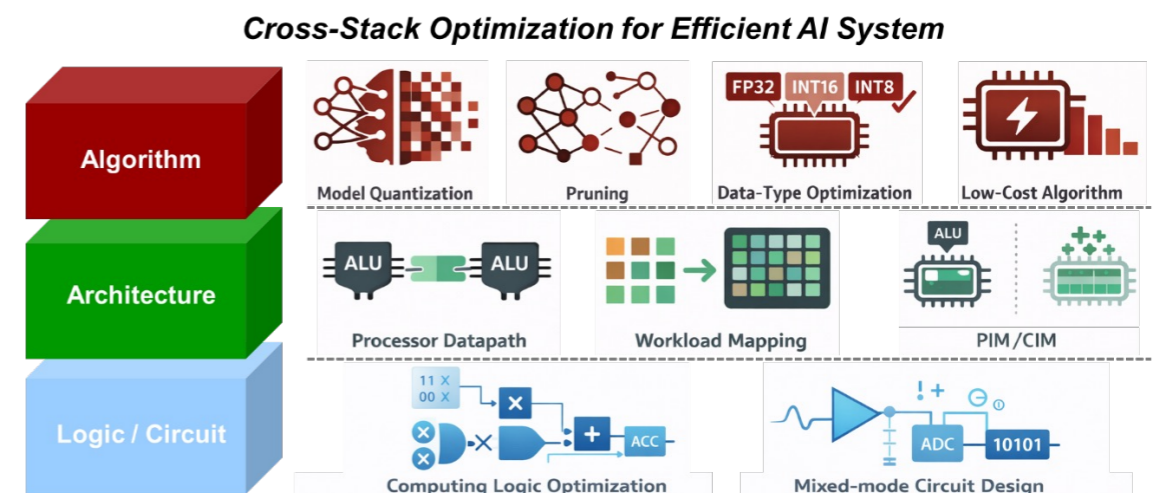 Cross-Stack Optimization for Efficient AI System
Algorithm
FP32 INT16 INT8
Model Quantization
Pruning
Data-Type Optimization
Low-Cost Algorithm
Architecture
ALU
ALU
ALU
Processor Datapath
Workload Mapping
PIM/CIM
Logic / Circuit
11 X
00 X
X
X
X
X
+
ACC
! +
ADC
10101
Computing Logic Optimization
Mixed-mode Circuit Design